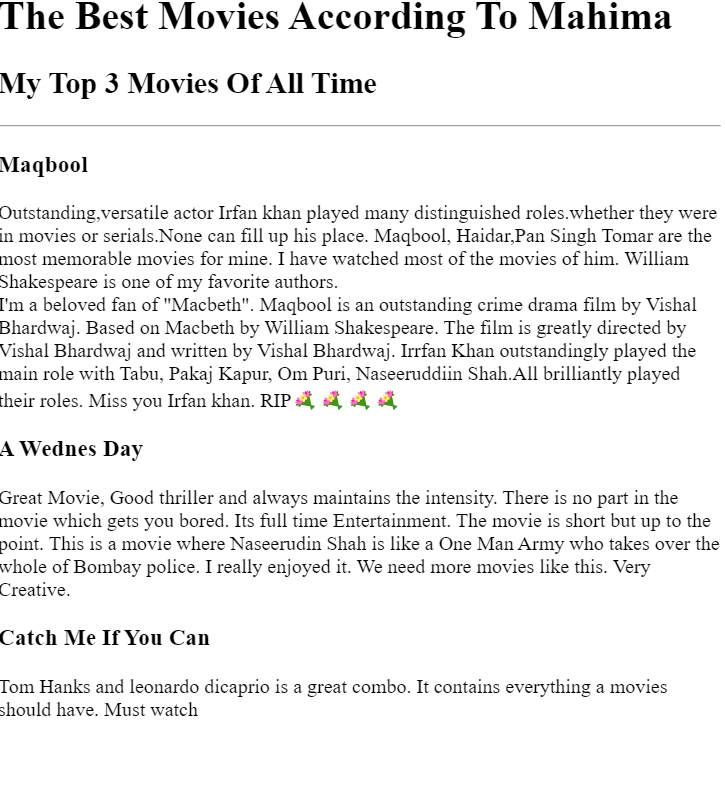 The Best Movies According To Mahima
My Top 3 Movies Of All Time
Maqbool
Outstanding,versatile actor Irfan khan played many distinguished roles.whether they were
in movies or serials.None can fill up his place. Maqbool, Haidar,Pan Singh Tomar are the
most memorable movies for mine. I have watched most of the movies of him. William
Shakespeare is one of my favorite authors.
I'm a beloved fan of "Macbeth". Maqbool is an outstanding crime drama film by Vishal
Bhardwaj. Based on Macbeth by William Shakespeare. The film is greatly directed by
Vishal Bhardwaj and written by Vishal Bhardwaj. Irrfan Khan outstandingly played the
main role with Tabu, Pakaj Kapur, Om Puri, Naseeruddiin Shah.All brilliantly played
their roles. Miss you Irfan khan. RIP 💐 💐 💐 💐
A Wednes Day
Great Movie, Good thriller and always maintains the intensity. There is no part in the
movie which gets you bored. Its full time Entertainment. The movie is short but up to the
point. This is a movie where Naseerudin Shah is like a One Man Army who takes over the
whole of Bombay police. I really enjoyed it. We need more movies like this. Very
Creative.
Catch Me If You Can
Tom Hanks and leonardo dicaprio is a great combo. It contains everything a movies
should have. Must watch